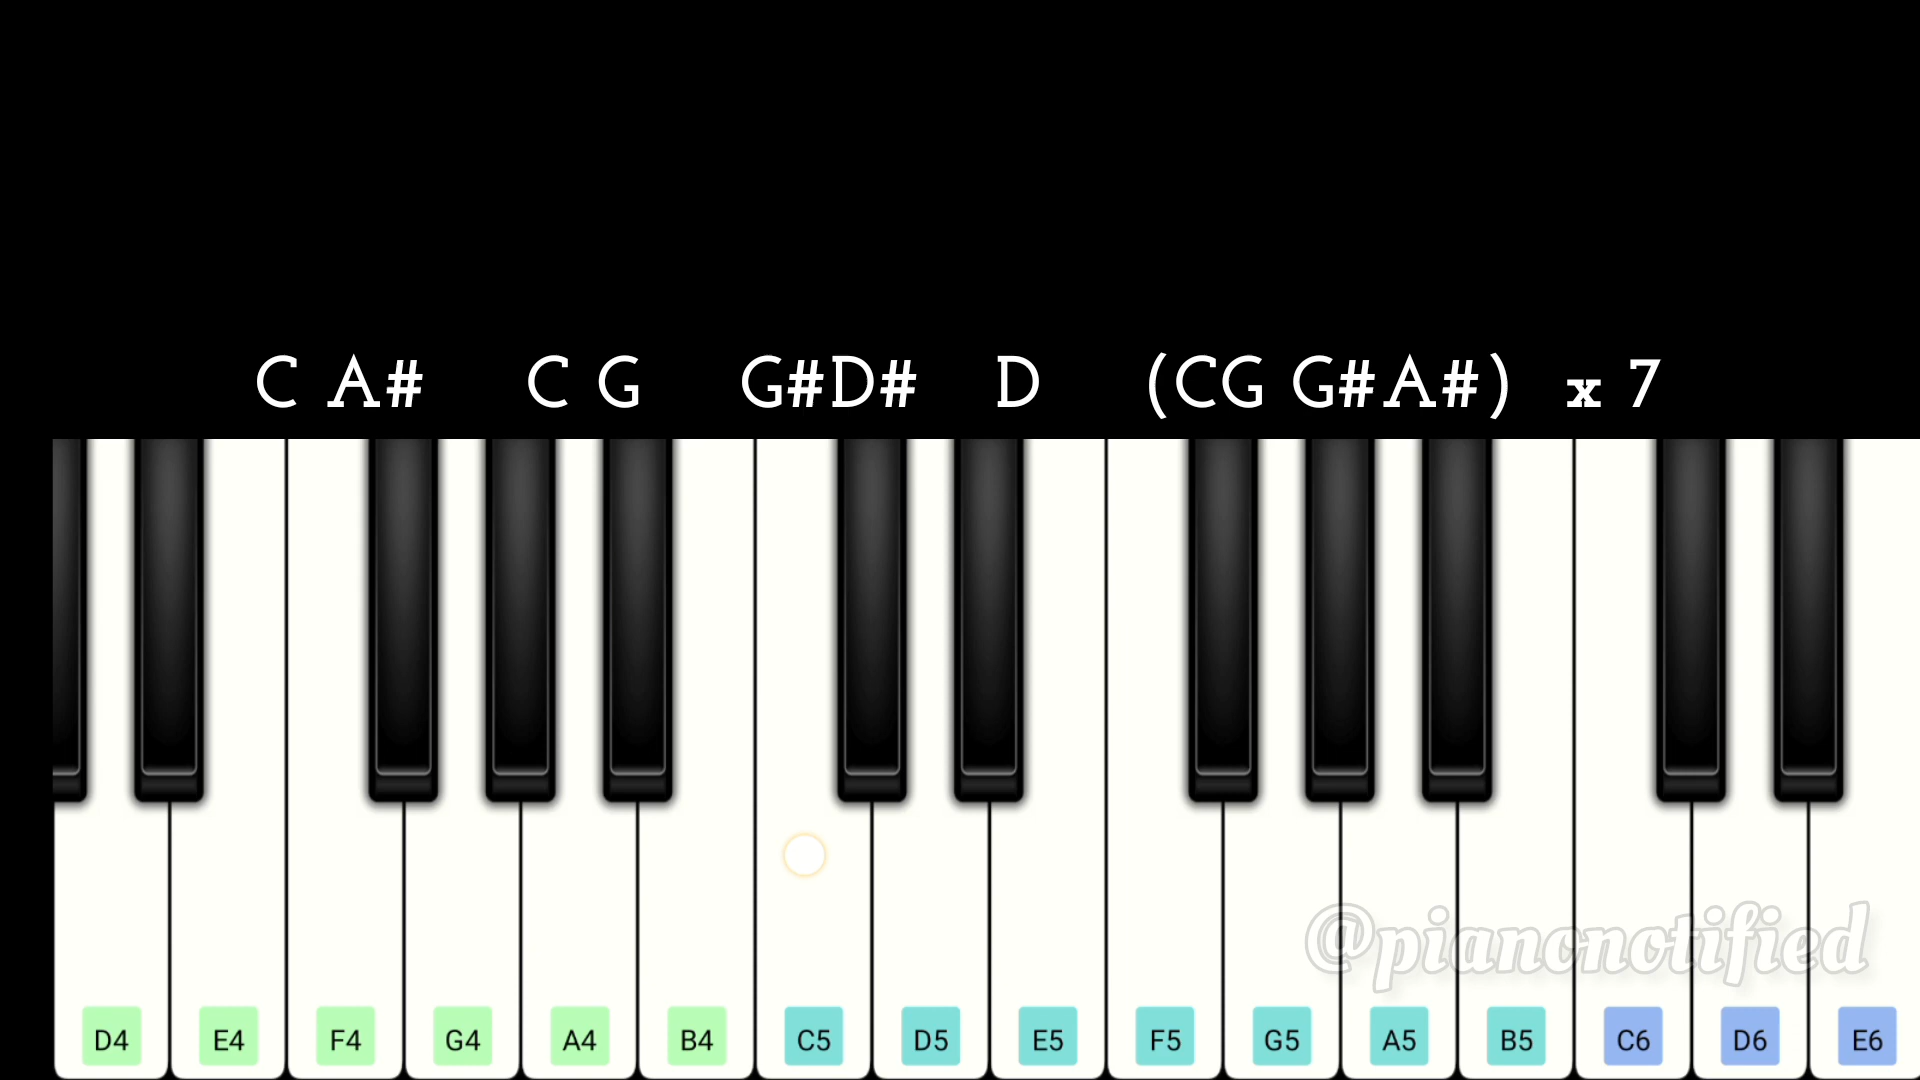 C A# C G G#D# D (CG G#A#) x 7
@pianonotified
D4 E4 F4 G4 A4 B4 C5 D5 E5 F5 G5 A5 B5 C6 D6 E6